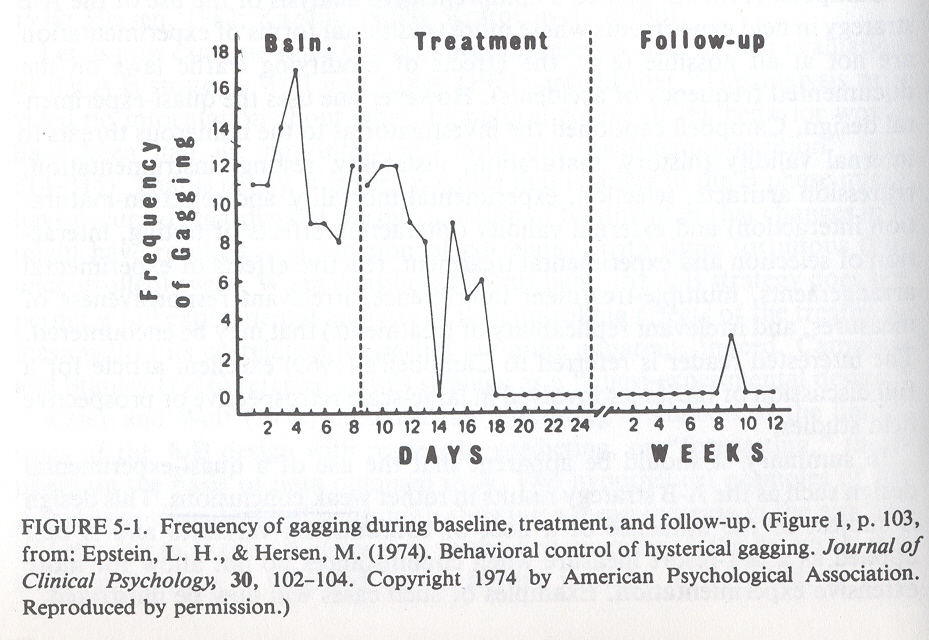 Bsln. Treatment Follow-up
18
16
14
12
10
8
6
4
2
0
Frequency
of Gagging
2 4 6 8 10 12 14 16 18 20 22 24 2 4 6 8 10 12
DAYS WEEKS
FIGURE 5-1. Frequency of gagging during baseline, treatment, and follow-up. (Figure 1, p. 103,
from: Epstein, L. H., & Hersen, M. (1974). Behavioral control of hysterical gagging. Journal of
Clinical Psychology, 30, 102–104. Copyright 1974 by American Psychological Association.
Reproduced by permission.)